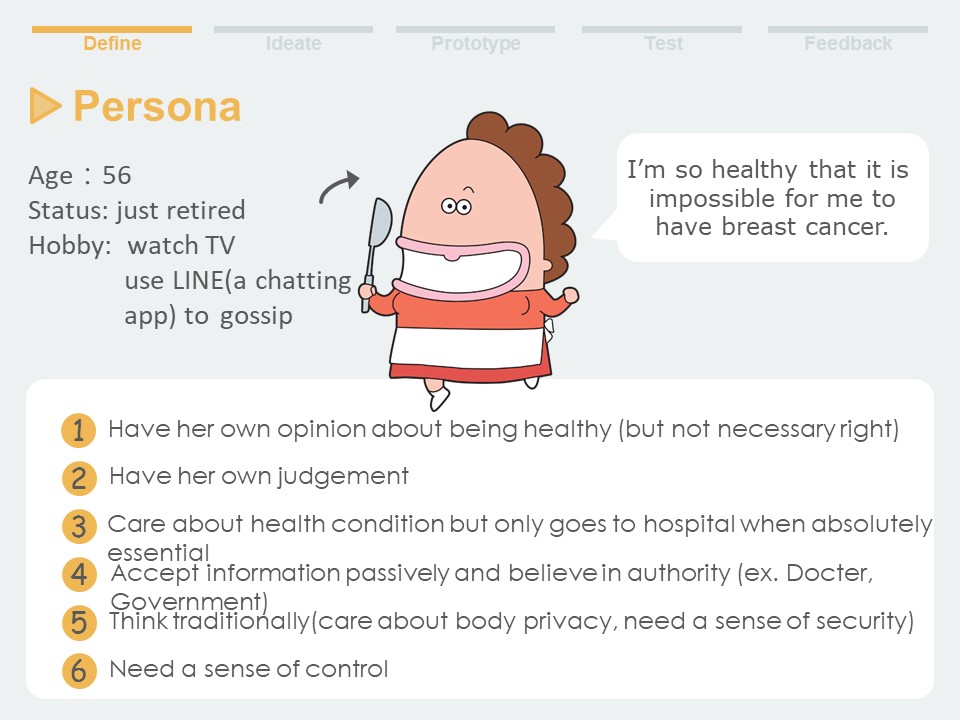 Define
Ideate
Prototype
Test
Feedback
Persona
Age：56
Status: just retired
Hobby: watch TV
use LINE(a chatting
app) to gossip
I'm so healthy that it is
impossible for me to
have breast cancer.
1 Have her own opinion about being healthy (but not necessary right)
2 Have her own judgement
3 Care about health condition but only goes to hospital when absolutely
essential
4 Accept information passively and believe in authority (ex. Docter,
Government)
5 Think traditionally(care about body privacy, need a sense of security)
6 Need a sense of control